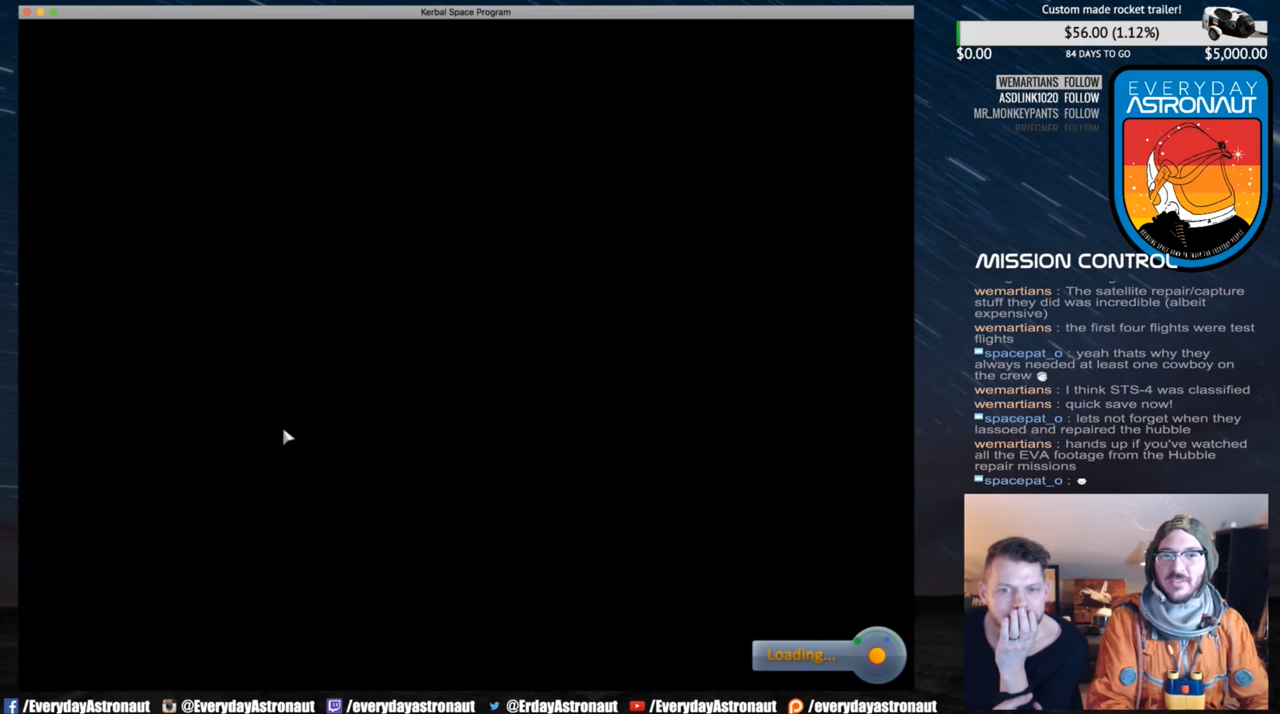 Kerbal Space Program
Custom made rocket trailer!
$56.00 (1.12%)
$0.00
84 DAYS TO GO
$5,000.00
WEMARTIANS FOLLOW
ASDLINK1020 FOLLOW
MR_MONKEYPANTS FOLLOW
EVERYDAY
ASTRONAUT
MISSION CONTROL
wemartians : The satellite repair/capture
stuff they did was incredible (albeit
expensive)
wemartians : the first four flights were test
flights
spacepat_o : yeah thats why they
always needed at least one cowboy on
the crew
wemartians : I think STS-4 was classified
wemartians : quick save now!
spacepat_o : lets not forget when they
lassoed and repaired the hubble
wemartians : hands up if you've watched
all the EVA footage from the Hubble
repair missions
spacepat_o :
Loading...
/EverydayAstronaut @EverydayAstronaut /everydayastronaut @ErdayAstronaut /EverydayAstronaut /everydayastronaut